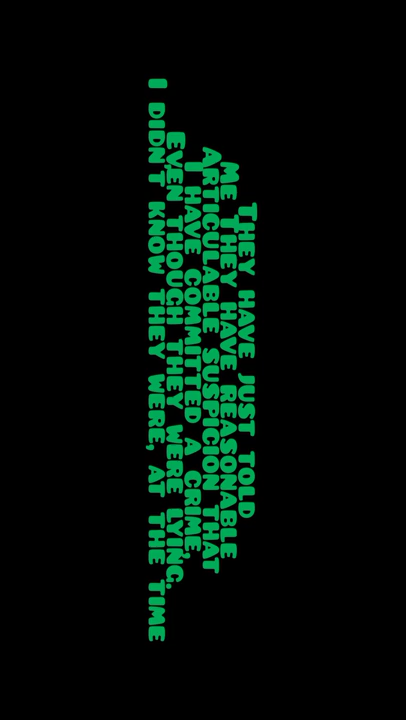 THEY HAVE JUST TOLD
ME THEY HAVE REASONABLE
ARTICULABLE SUSPICION THAT
I HAVE COMMITTED A CRIME,
EVEN THOUGH THEY WERE LYING.
I DIDN'T KNOW THEY WERE, AT THE TIME